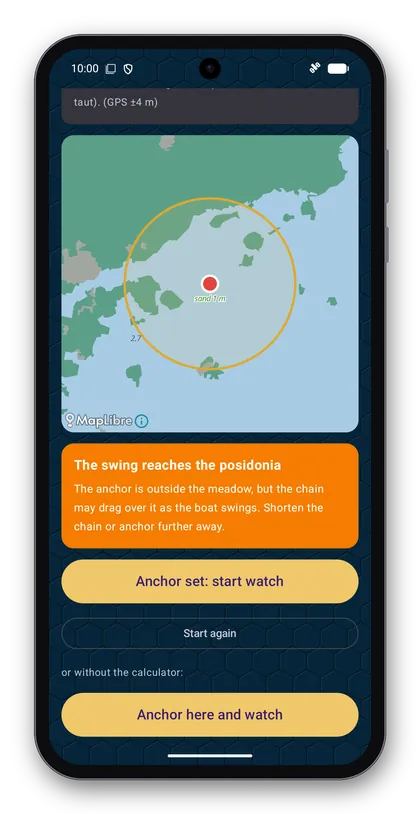 10:00
taut). (GPS ±4 m)
sand 1 m
2.7
MapLibre
The swing reaches the posidonia
The anchor is outside the meadow, but the chain
may drag over it as the boat swings. Shorten the
chain or anchor further away.
Anchor set: start watch
Start again
or without the calculator:
Anchor here and watch